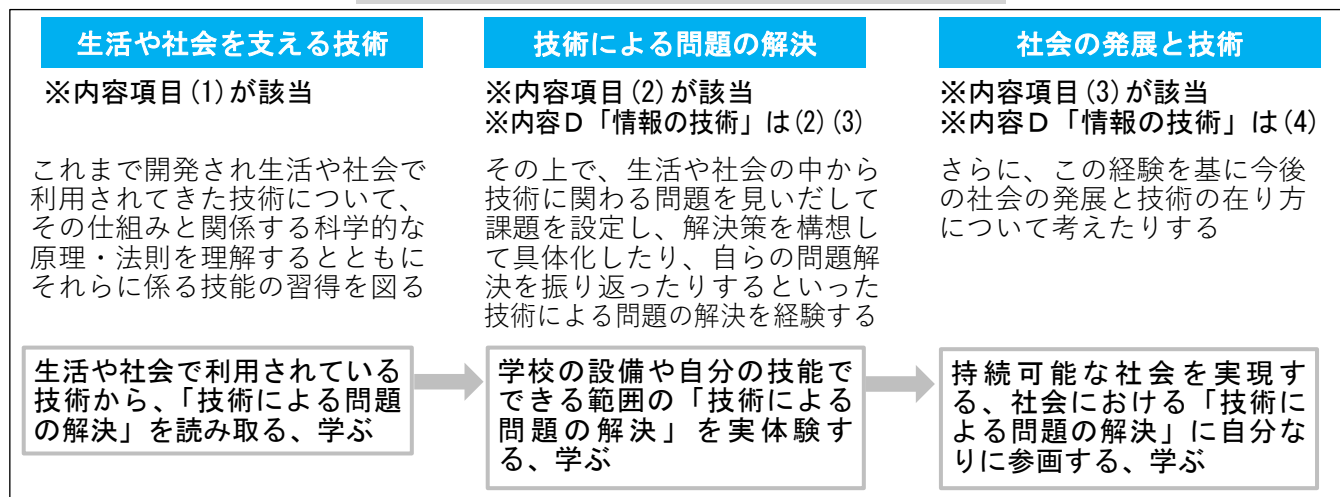 生活や社会を支える技術
※内容項目(1)が該当
これまで開発され生活や社会で
利用されてきた技術について、
その仕組みと関係する科学的な
原理・法則を理解するとともに
それらに係る技能の習得を図る
生活や社会で利用されている
技術から、「技術による問題
の解決」を読み取る、学ぶ
技術による問題の解決
※内容項目(2)が該当
※内容D「情報の技術」は(2)(3)
その上で、生活や社会の中から
技術に関わる問題を見いだして
課題を設定し、解決策を構想し
て具体化したり、自らの問題解
決を振り返ったりするといった
技術による問題の解決を経験する
学校の設備や自分の技能で
できる範囲の「技術による
問題の解決」を実体験す
る、学ぶ
社会の発展と技術
※内容項目(3)が該当
※内容D「情報の技術」は(4)
さらに、この経験を基に今後
の社会の発展と技術の在り方
について考えたりする
持続可能な社会を実現す
る、社会における「技術に
よる問題の解決」に自分な
りに参画する、学ぶ